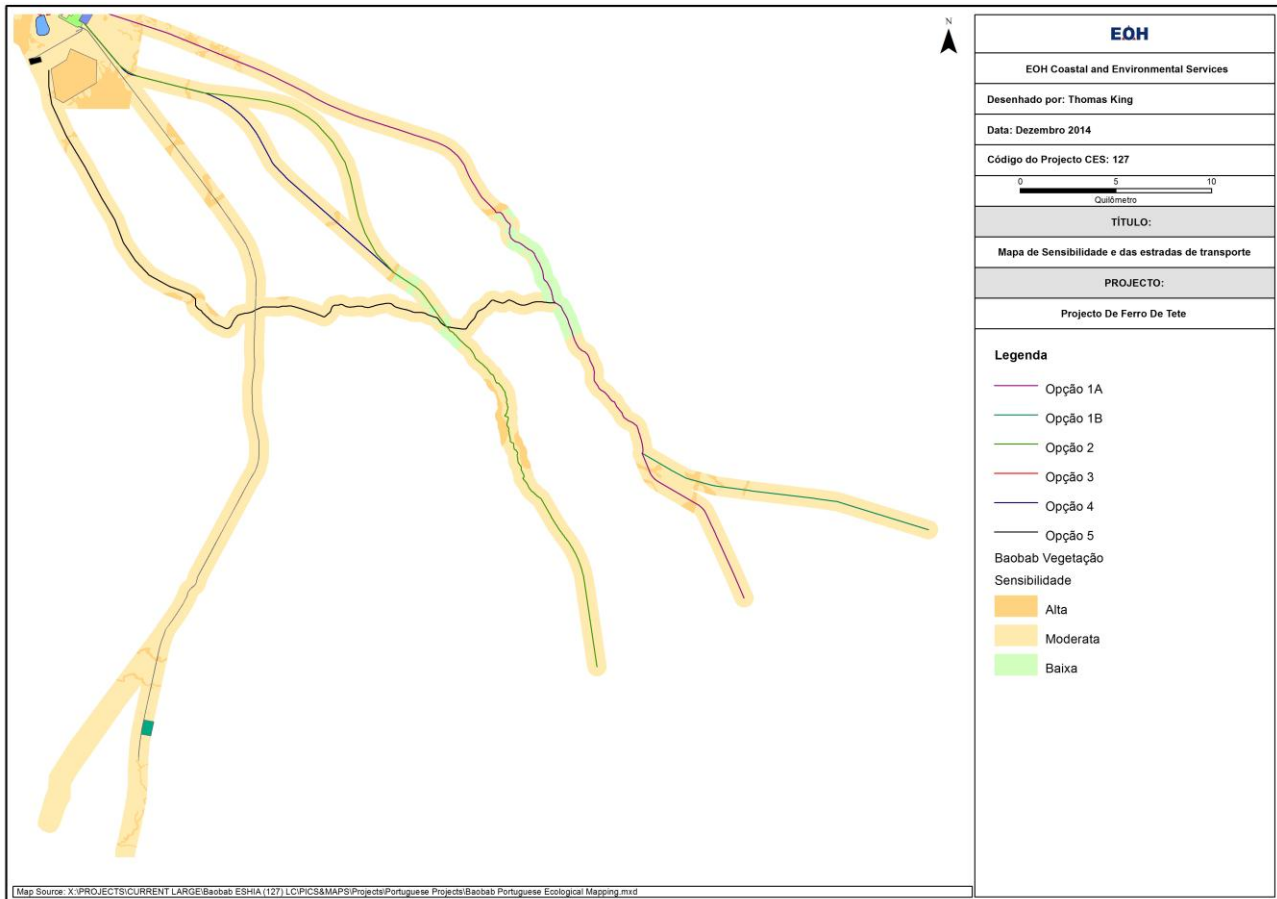 N
EOH
EOH Coastal and Environmental Services
Desenhado por: Thomas King
Data: Dezembro 2014
Código do Projecto CES: 127
0 5 10
Quilômetro
TÍTULO:
Mapa de Sensibilidade e das estradas de transporte
PROJECTO:
Projecto De Ferro De Tete
Legenda
Opção 1A
Opção 1B
Opção 2
Opção 3
Opção 4
Opção 5
Baobab Vegetação
Sensibilidade
Alta
Moderata
Baixa
Map Source: X:\PROJECTS\CURRENT LARGE\Baobab ESHIA (127) LC\PICS&MAPS\Projects\Portuguese Projects\Baobab Portuguese Ecological Mapping.mxd